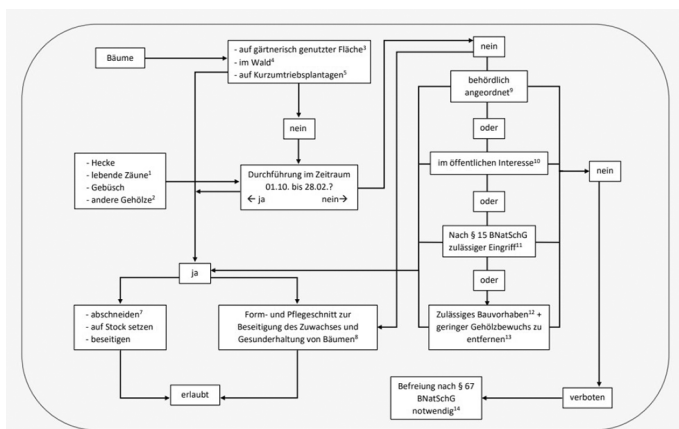 Bäume
- auf gärtnerisch genutzter Fläche³
- im Wald⁴
- auf Kurzumtriebsplantagen⁵
nein
nein
behördlich
angeordnet⁹
oder
im öffentlichen Interesse¹⁰
nein
oder
Nach § 15 BNatSchG
zulässiger Eingriff¹¹
oder
Zulässiges Bauvorhaben¹² +
geringer Gehölzbewuchs zu
entfernen¹³
- Hecke
- lebende Zäune¹
- Gebüsch
- andere Gehölze²
Durchführung im Zeitraum
01.10. bis 28.02.?
← ja nein→
ja
- abschneiden⁷
- auf Stock setzen
- beseitigen
Form- und Pflegeschnitt zur
Beseitigung des Zuwachses und
Gesunderhaltung von Bäumen⁸
erlaubt
Befreiung nach § 67
BNatSchG
notwendig¹⁴
verboten